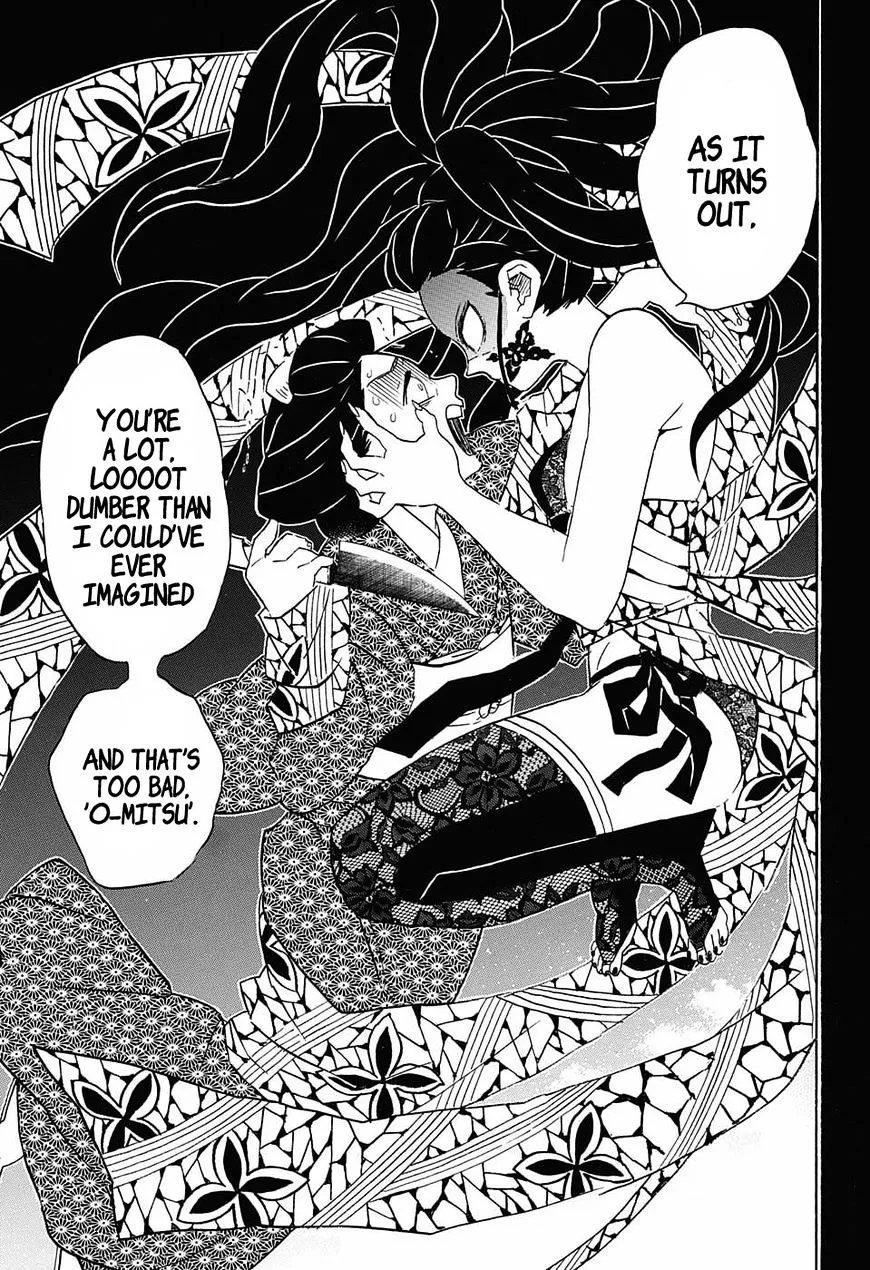 AS IT
TURNS
OUT,
YOU'RE
A LOT,
LOOOOT
DUMBER THAN
I COULD'VE
EVER
IMAGINED
AND THAT'S
TOO BAD,
'O-MITSU'.